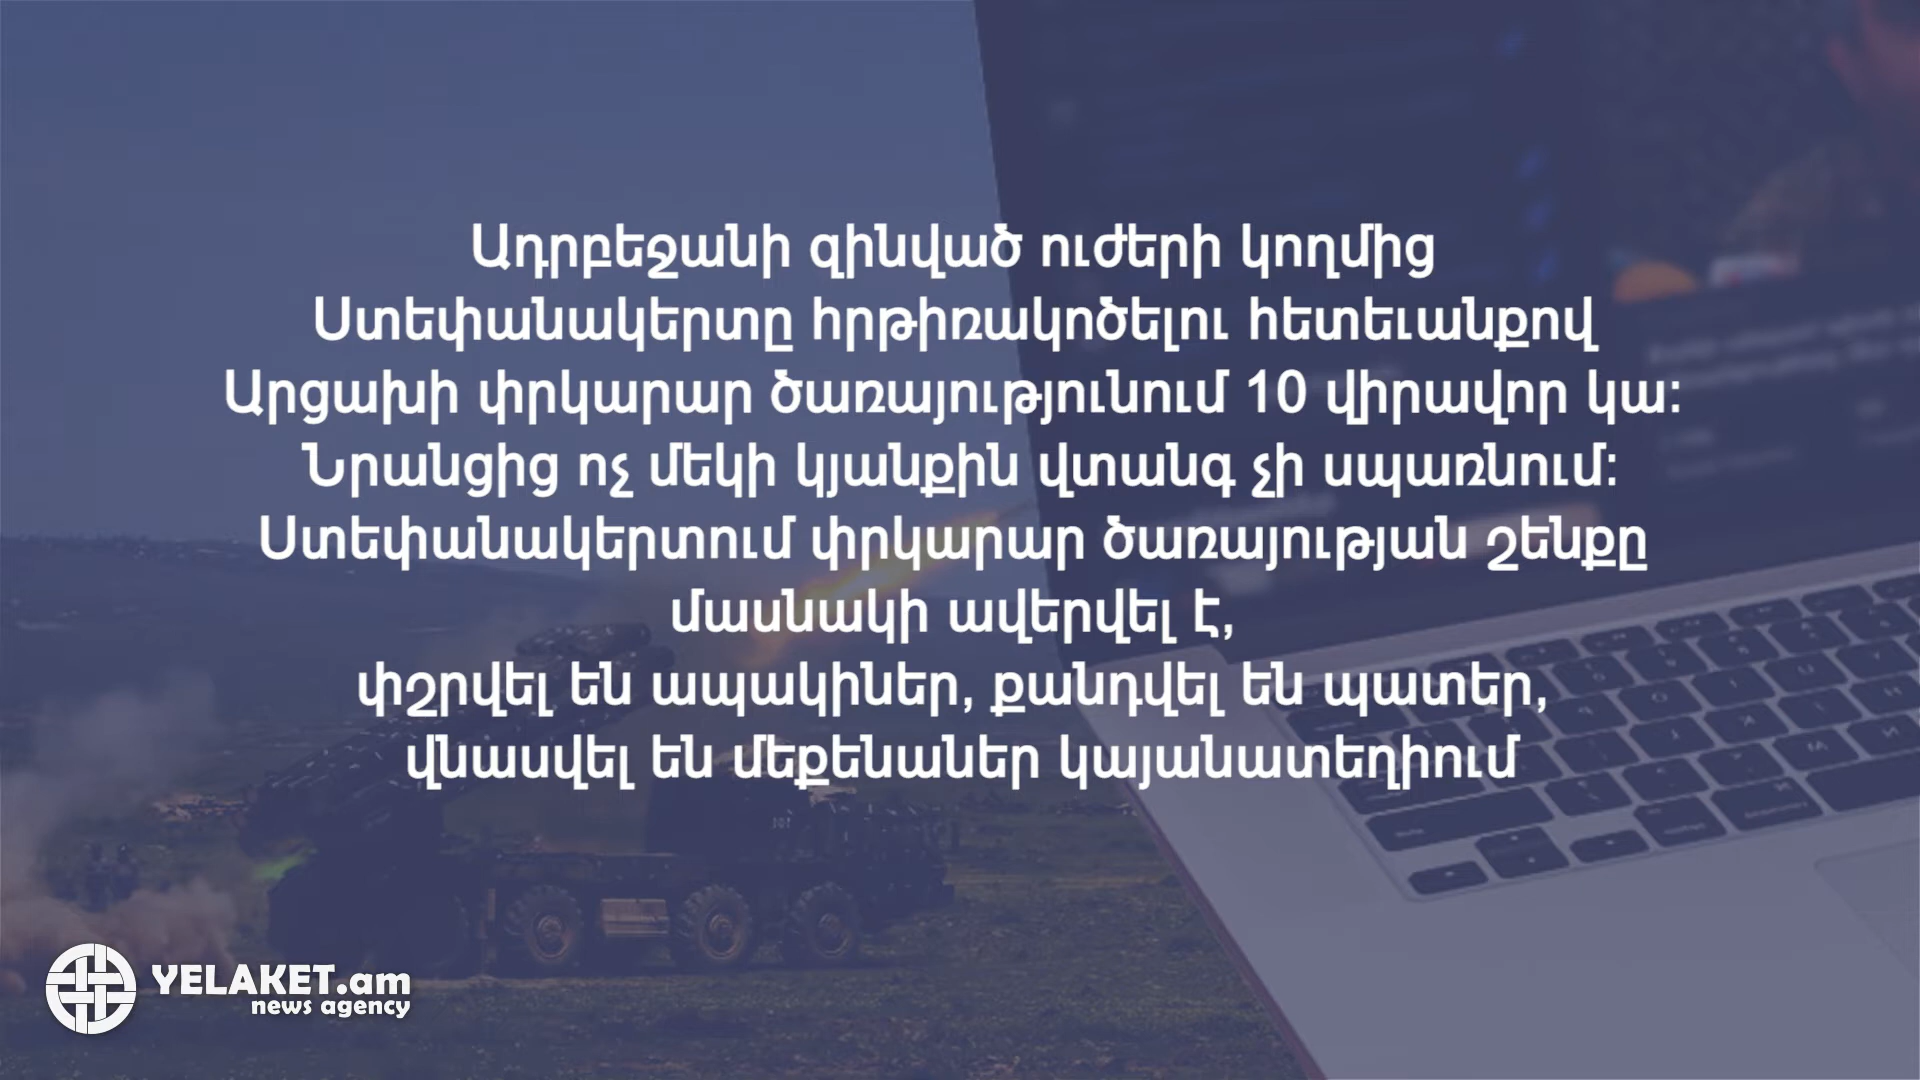 Ադրբեջանի զինված ուժերի կողմից
Ստեփանակերտը հրթիռակոծելու հետեւանքով
Արցախի փրկարար ծառայությունում 10 վիրավոր կա:
Նրանցից ոչ մեկի կյանքին վտանգ չի սպառնում:
Ստեփանակերտում փրկարար ծառայության շենքը
մասնակի ավերվել է,
փշրվել են ապակիներ, քանդվել են պատեր,
վնասվել են մեքենաներ կայանատեղիում
YELAKET.am
news agency